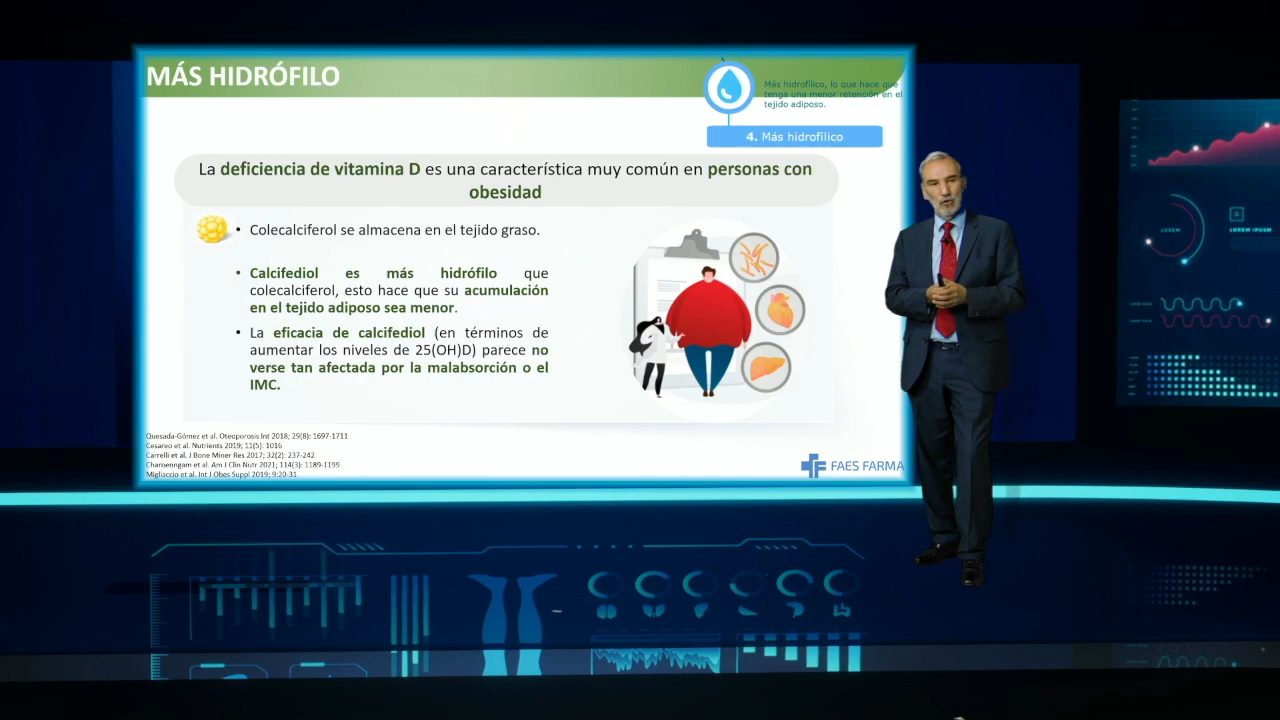 MÁS HIDRÓFILO
Más hidrofílico, lo que hace que
tenga una menor retención en el
tejido adiposo.
4. Más hidrofílico
La deficiencia de vitamina D es una característica muy común en personas con
obesidad
• Colecalciferol se almacena en el tejido graso.
• Calcifediol es más hidrófilo que
colecalciferol, esto hace que su acumulación
en el tejido adiposo sea menor.
• La eficacia de calcifediol (en términos de
aumentar los niveles de 25(OH)D) parece no
verse tan afectada por la malabsorción o el
IMC.
Quesada-Gómez et al. Oteoporosis Int 2018; 29(8): 1697-1711
Cesareo et al. Nutrients 2019; 11(5): 1016
Carrelli et al. J Bone Miner Res 2017; 32(2): 237-242
Charoenngam et al. Am J Clin Nutr 2021; 114(3): 1189-1199
Migliaccio et al. Int J Obes Suppl 2019; 9:20-31
FAES FARMA
LOREM
LOREM IPSUM